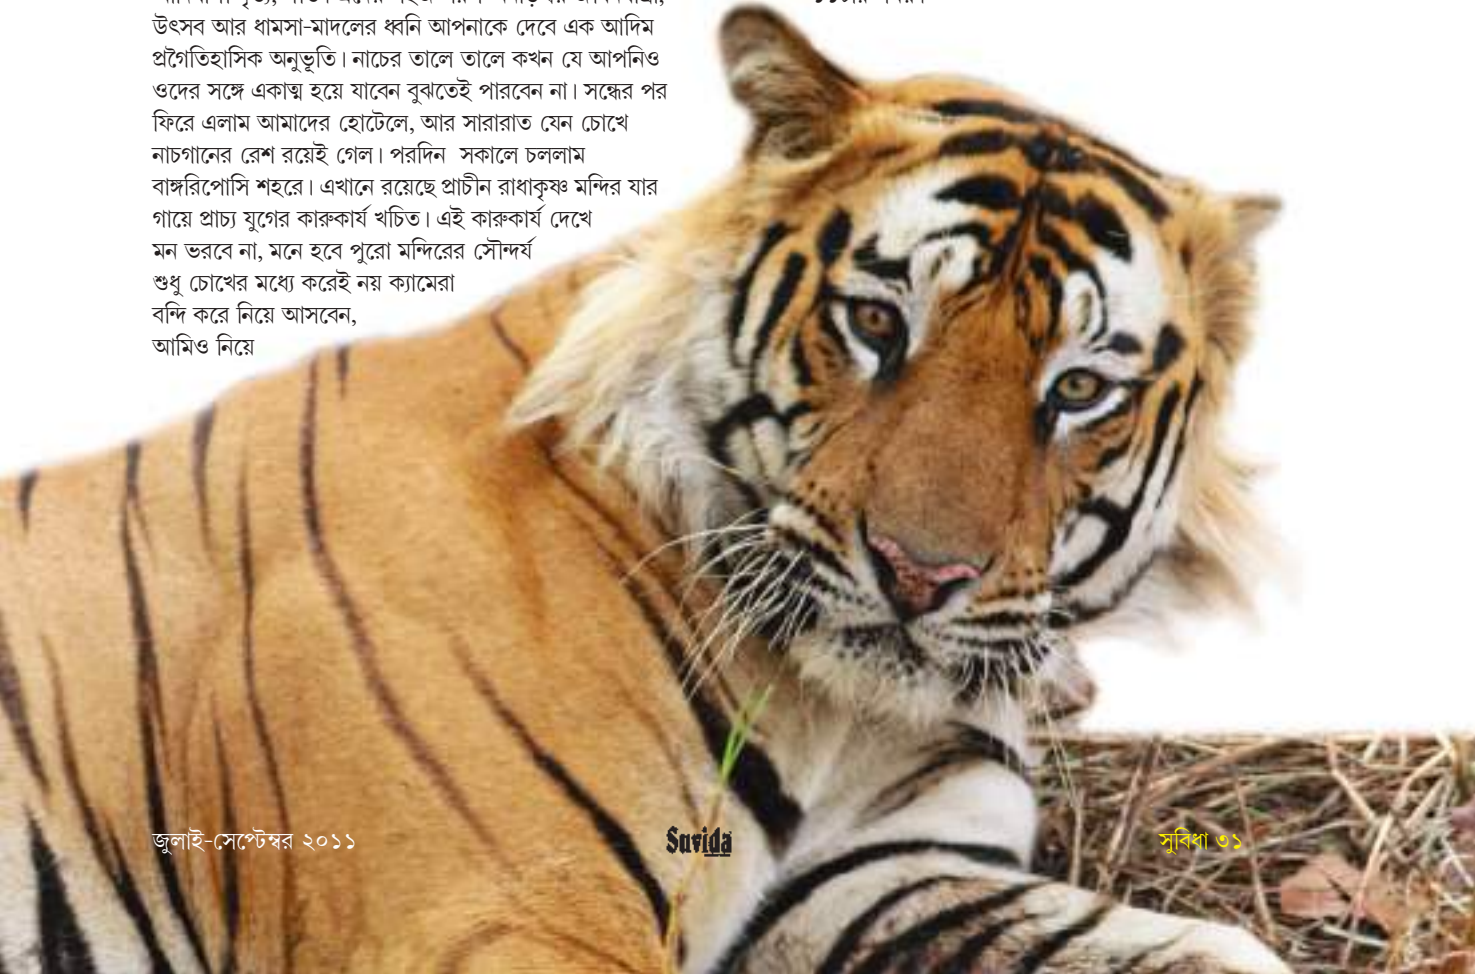 উৎসব আর ধামসা-মাদলের ধ্বনি আপনাকে দেবে এক আদিম
প্রগৈতিহাসিক অনুভূতি। নাচের তালে তালে কখন যে আপনিও
ওদের সঙ্গে একাত্ম হয়ে যাবেন বুঝতেই পারবেন না। সন্ধের পর
ফিরে এলাম আমাদের হোটেলে, আর সারারাত যেন চোখে
নাচগানের রেশ রয়েই গেল। পরদিন সকালে চললাম
বাঙ্গরিপোসি শহরে। এখানে রয়েছে প্রাচীন রাধাকৃষ্ণ মন্দির যার
গায়ে প্রাচ্য যুগের কারুকার্য খচিত। এই কারুকার্য দেখে
মন ভরবে না, মনে হবে পুরো মন্দিরের সৌন্দর্য
শুধু চোখের মধ্যে করেই নয় ক্যামেরা
বন্দি করে নিয়ে আসবেন,
আমিও নিয়ে
জুলাই-সেপ্টেম্বর ২০১১
Suvida
সুবিধা ৩১